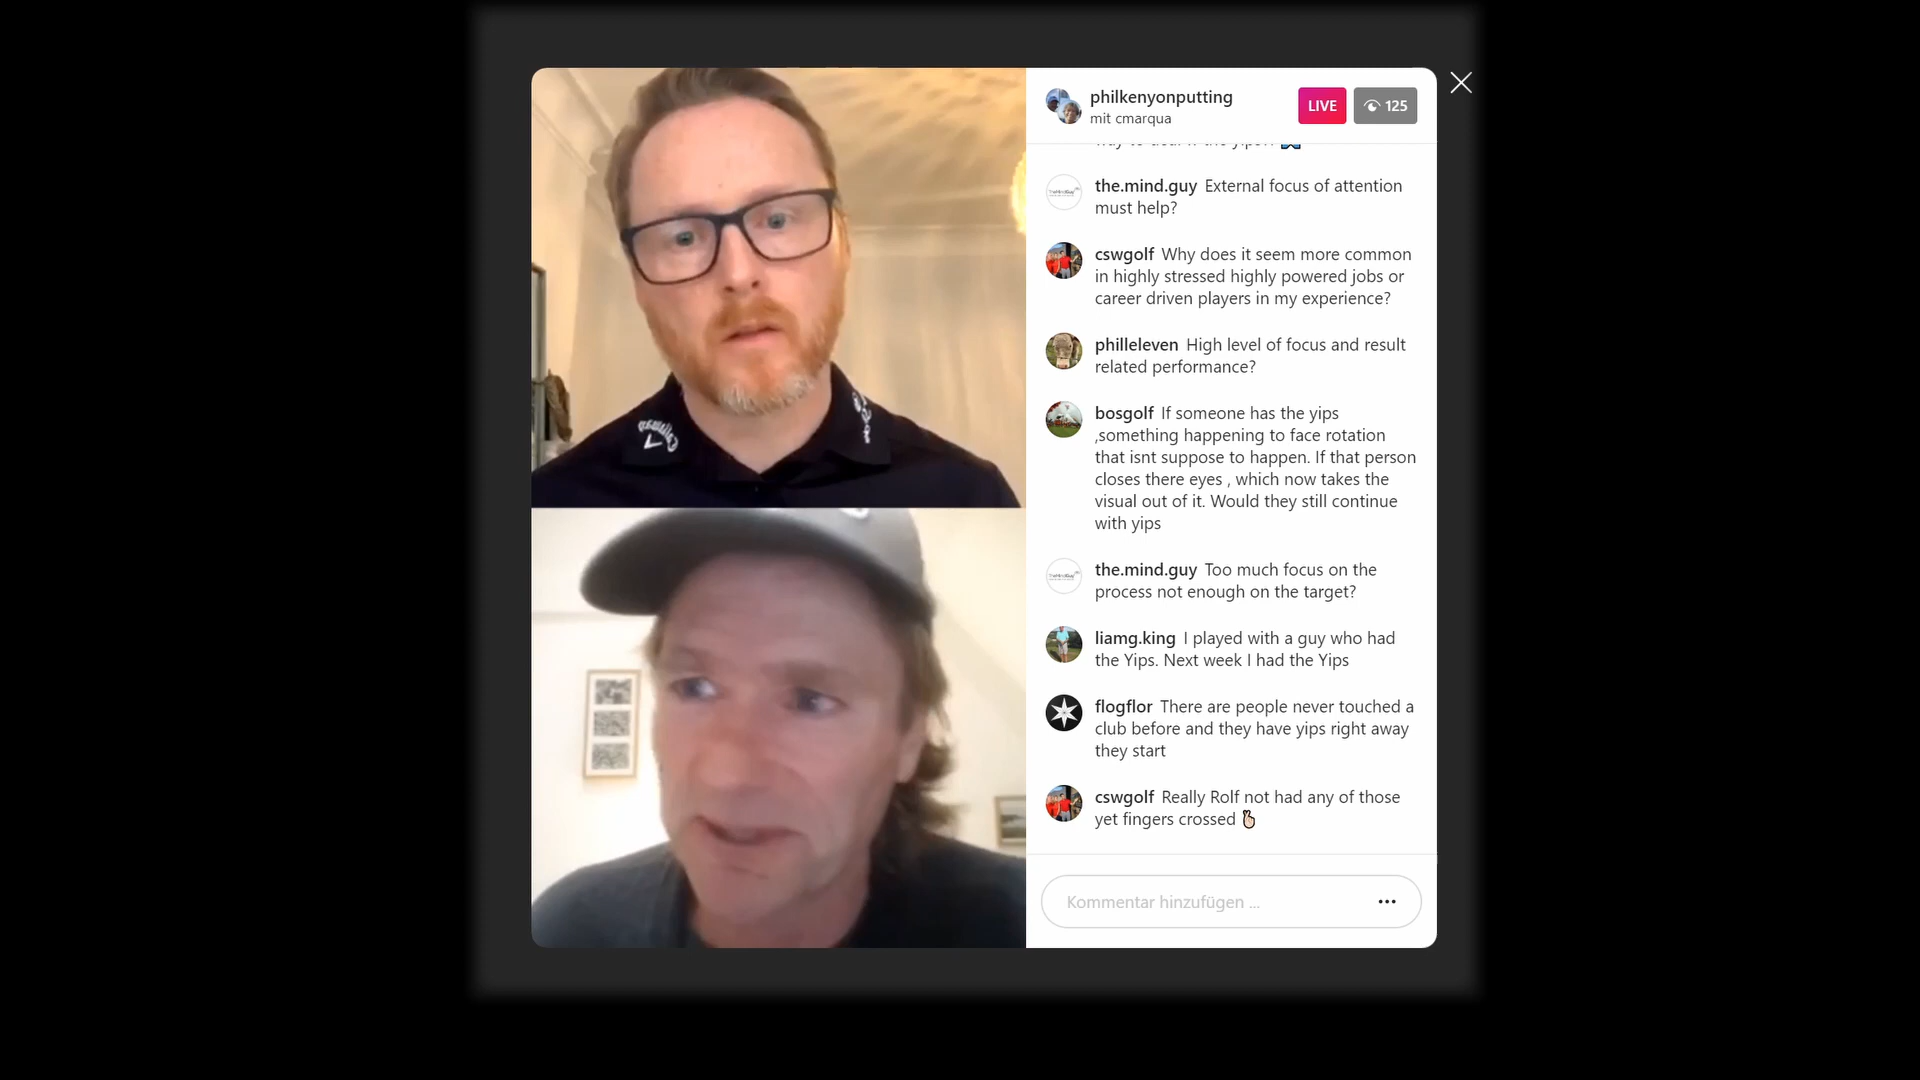 philkenyonputting
mit cmarqua
LIVE
125
the.mind.guy External focus of attention
must help?
cswgolf Why does it seem more common
in highly stressed highly powered jobs or
career driven players in my experience?
philleleven High level of focus and result
related performance?
bosgolf If someone has the yips
,something happening to face rotation
that isnt suppose to happen. If that person
closes there eyes , which now takes the
visual out of it. Would they still continue
with yips
the.mind.guy Too much focus on the
process not enough on the target?
liamg.king I played with a guy who had
the Yips. Next week I had the Yips
flogflor There are people never touched a
club before and they have yips right away
they start
cswgolf Really Rolf not had any of those
yet fingers crossed 🤞🏻
Kommentar hinzufügen ...